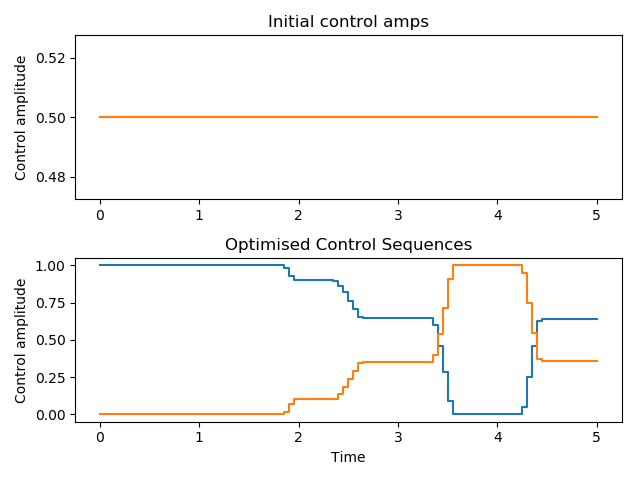 Initial control amps
Control amplitude
0.52
0.50
0.48
0 1 2 3 4 5
Optimised Control Sequences
Control amplitude
1.00
0.75
0.50
0.25
0.00
0 1 2 3 4 5
Time